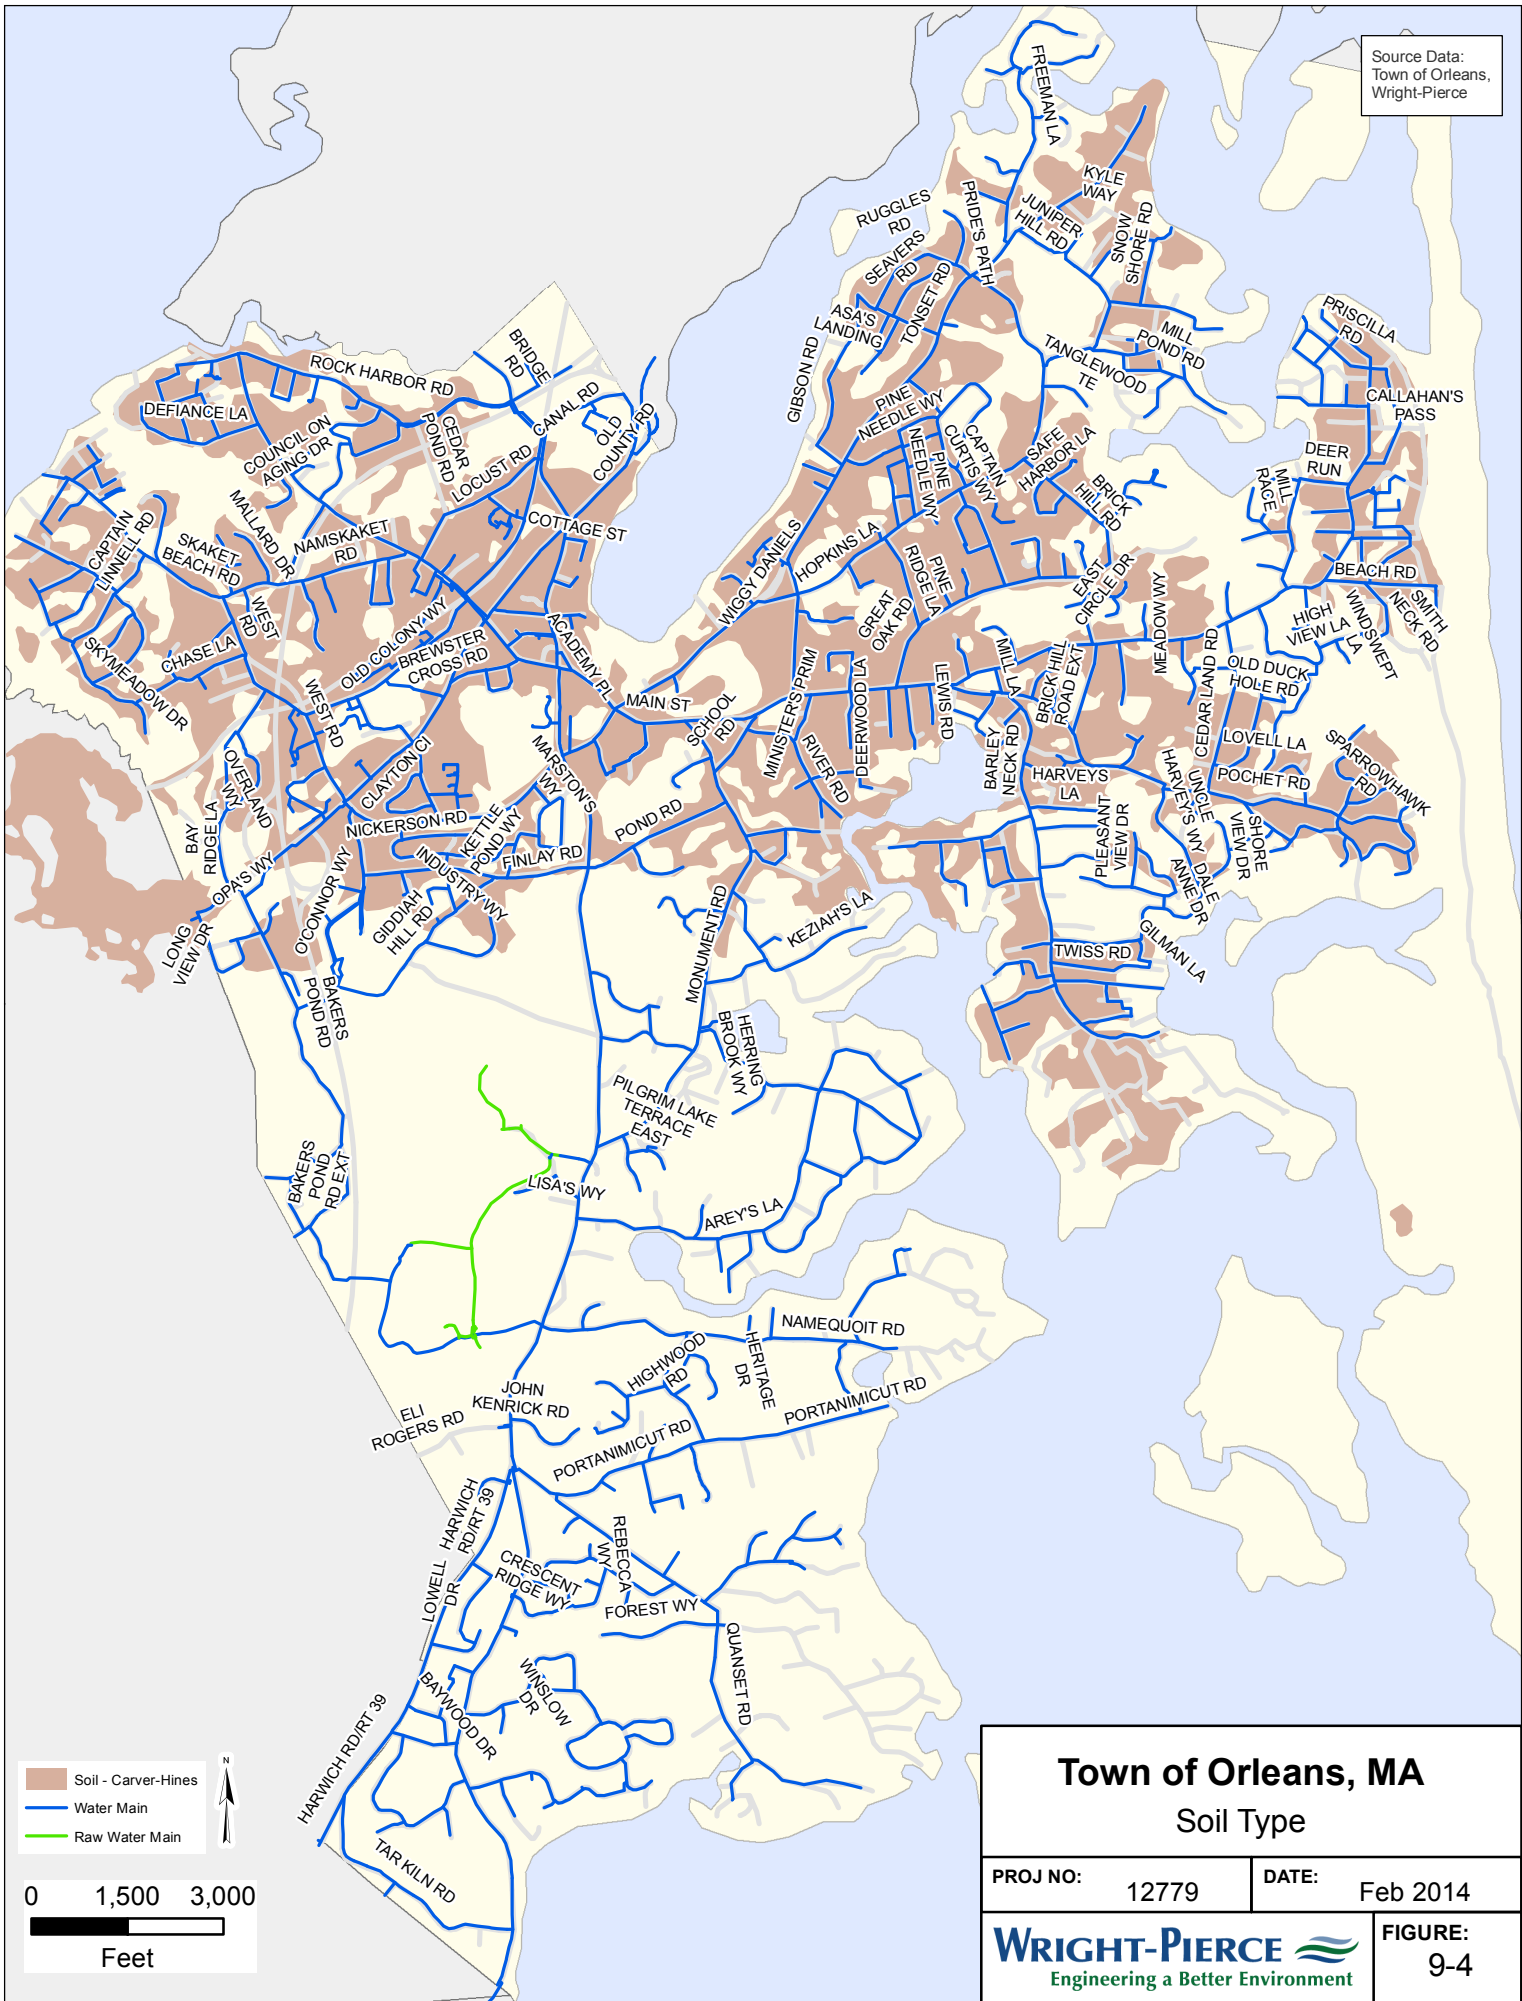 Source Data:
Town of Orleans,
Wright-Pierce
FREEMAN LA
KYLE
WAY
RUGGLES
RD
PRIDE'S PATH
JUNIPER
HILL RD
SNOW
SHORE RD
SEAVERS
RD
TONSET RD
ASA'S
LANDING
GIBSON RD
MILL
POND RD
TANGLEWOOD
TE
PRISCILLA
RD
CALLAHAN'S
PASS
BRIDGE
RD
ROCK HARBOR RD
DEFIANCE LA
CANAL RD
OLD
COUNTY RD
CEDAR
POND RD
COUNCIL ON
AGING DR
LOCUST RD
PINE
NEEDLE WY
PINE
NEEDLE WY
CAPTAIN
CURTIS WY
SAFE
HARBOR LA
BRICK
HILL RD
DEER
RUN
MILL
RACE
MALLARD DR
CAPTAIN
LINNELL RD
SKAKET
BEACH RD
NAMSKAKET
RD
COTTAGE ST
WIGGY DANIELS
HOPKINS LA
PINE
RIDGE LA
EAST
CIRCLE DR
MEADOW WY
BEACH RD
HIGH
VIEW LA
WINDSWEPT
LA
SMITH
NECK RD
WEST
RD
CHASE LA
SKYMEADOW DR
OLD COLONY WY
BREWSTER
CROSS RD
ACADEMY PL
GREAT
OAK RD
MAIN ST
SCHOOL
RD
MINISTERS PRIM
DEERWOOD LA
LEWIS RD
MILL LA
BRICK HILL
ROAD EXT
CEDAR LAND RD
OLD DUCK
HOLE RD
WEST RD
OVERLAND
WY
CLAYTON CI
MARSTON'S
WY
RIVER RD
BARLEY
NECK RD
HARVEYS
LA
LOVELL LA
POCHET RD
SPARROWHAWK
RD
BAY
RIDGE LA
NICKERSON RD
KETTLE
POND WY
POND RD
FINLAY RD
PLEASANT
VIEW DR
UNCLE
HARVEY'S WY
SHORE
VIEW DR
DALE
ANNE DR
OPA'S WY
O'CONNOR WY
INDUSTRY WY
GIDDIAH
HILL RD
LONG
VIEW DR
MONUMENT RD
KEZIAH'S LA
TWISS RD
GILMAN LA
BAKERS
POND RD
HERRING
BROOK WY
PILGRIM LAKE
TERRACE
EAST
BAKERS
POND
RD EXT
LISA'S WY
AREY'S LA
NAMEQUOIT RD
HIGHWOOD
RD
HERITAGE
DR
JOHN
KENRICK RD
ELI
ROGERS RD
PORTANIMICUT RD
PORTANIMICUT RD
HARWICH
RD/RT 39
REBECCA
WY
CRESCENT
RIDGE WY
LOWELL
DR
FOREST WY
QUANSET RD
WINSLOW
DR
BAYWOOD DR
HARWICH RD/RT 39
TAR KILN RD
N
Soil - Carver-Hines
Water Main
Raw Water Main
0 1,500 3,000
Feet
Town of Orleans, MA
Soil Type
PROJ NO: 12779
DATE: Feb 2014
WRIGHT-PIERCE
Engineering a Better Environment
FIGURE:
9-4